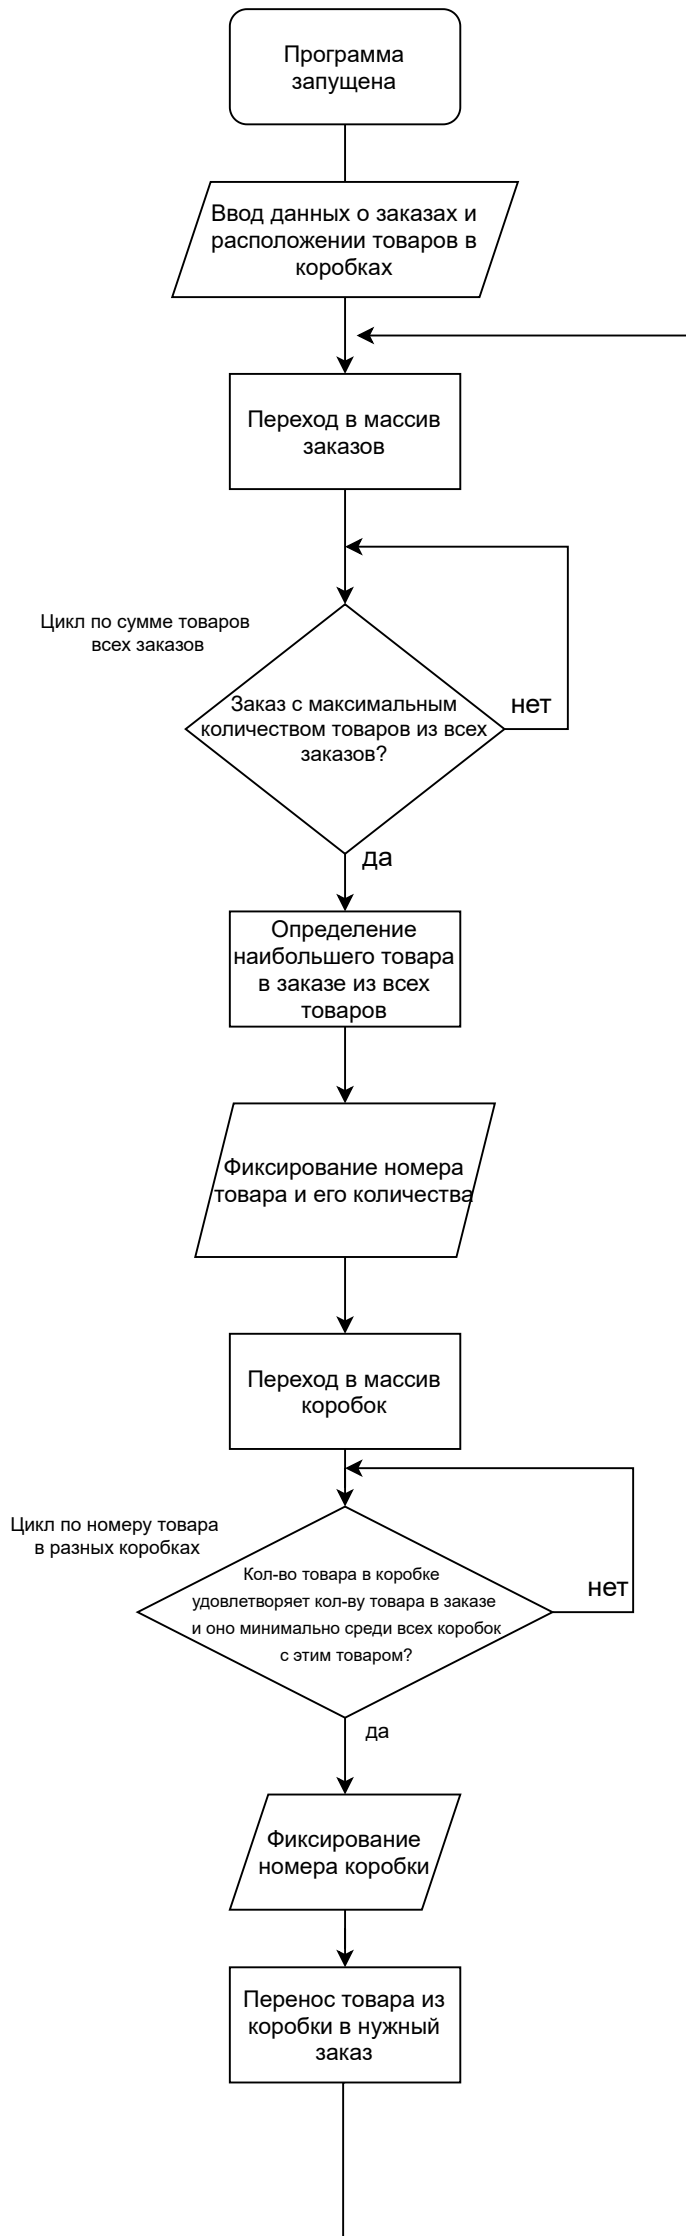 Программа
запущена
Ввод данных о заказах и
расположении товаров в
коробках
Переход в массив
заказов
Цикл по сумме товаров
всех заказов
Заказ с максимальным
количеством товаров из всех
заказов?
нет
да
Определение
наибольшего товара
в заказе из всех
товаров
Фиксирование номера
товара и его количества
Переход в массив
коробок
Цикл по номеру товара
в разных коробках
Кол-во товара в коробке
удовлетворяет кол-ву товара в заказе
и оно минимально среди всех коробок
с этим товаром?
нет
да
Фиксирование
номера коробки
Перенос товара из
коробки в нужный
заказ